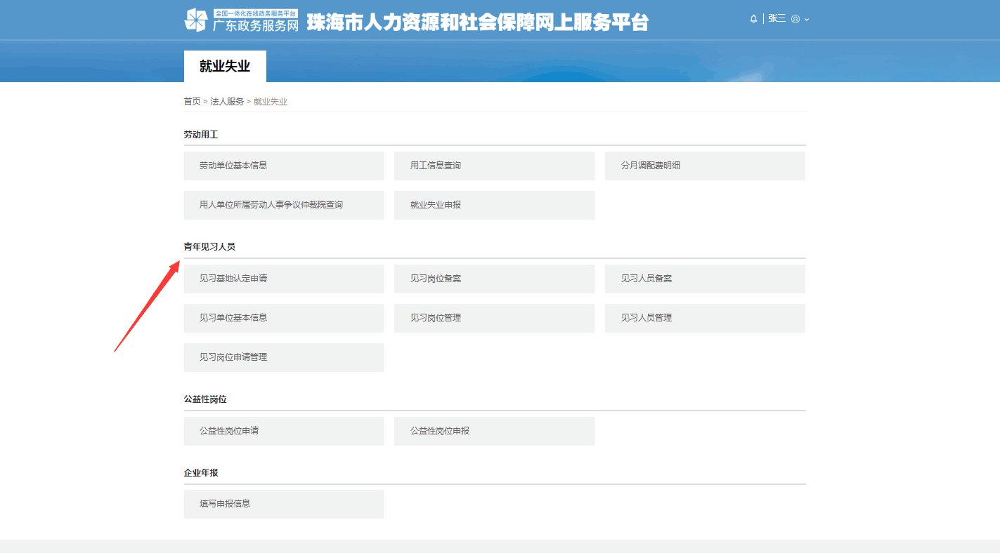 全国一体化在线政务服务平台
广东政务服务网
珠海市人力资源和社会保障网上服务平台
张三
就业失业
首页 > 法人服务 > 就业失业
劳动用工
劳动单位基本信息
用工信息查询
分月调配费明细
用人单位所属劳动人事争议仲裁院查询
就业失业申报
青年见习人员
见习基地认定申请
见习岗位备案
见习人员备案
见习单位基本信息
见习岗位管理
见习人员管理
见习岗位申请管理
公益性岗位
公益性岗位申请
公益性岗位申报
企业年报
填写申报信息